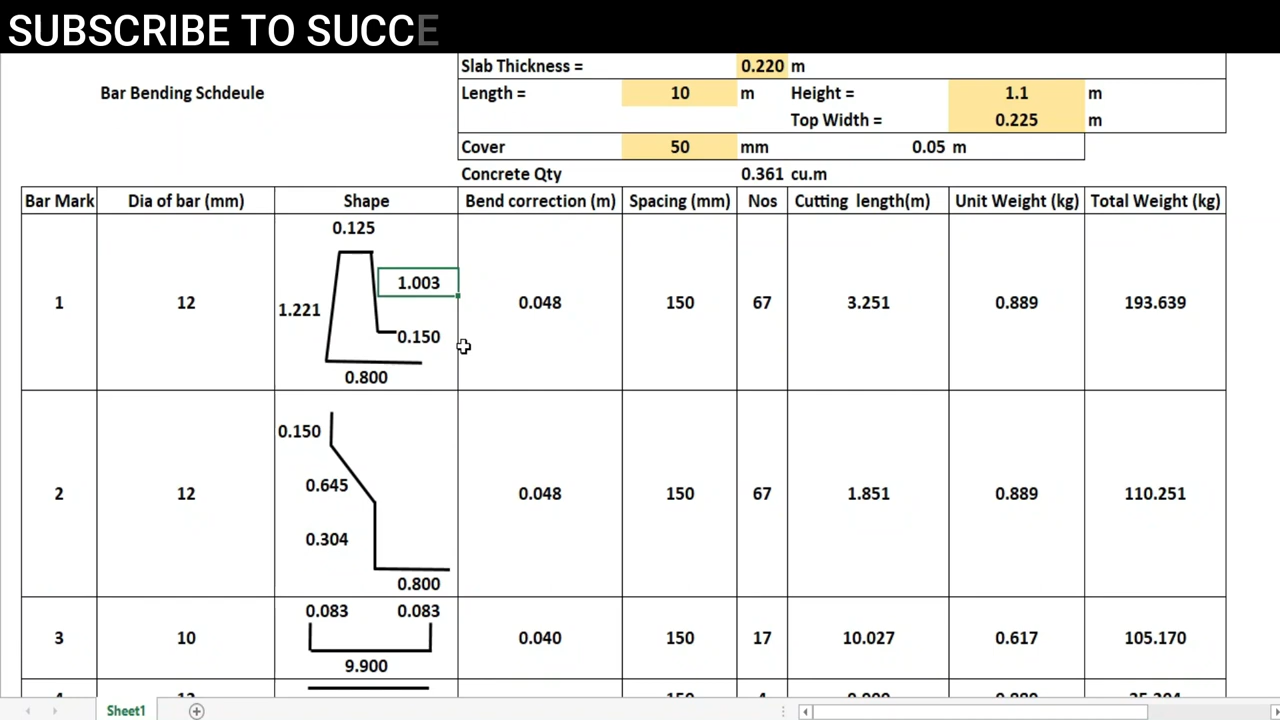 SUBSCRIBE TO SUCCE
Slab Thickness = 0.220 m
Bar Bending Schdeule
Length = 10 m Height = 1.1 m
Top Width = 0.225 m
Cover 50 mm 0.05 m
Concrete Qty 0.361 cu.m
Bar Mark Dia of bar (mm) Shape Bend correction (m) Spacing (mm) Nos Cutting length(m) Unit Weight (kg) Total Weight (kg)
0.125
1.003
1 12 1.221 0.048 150 67 3.251 0.889 193.639
0.150
0.800
0.150
0.645
2 12 0.048 150 67 1.851 0.889 110.251
0.304
0.800
0.083 0.083
3 10 0.040 150 17 10.027 0.617 105.170
9.900
Sheet1